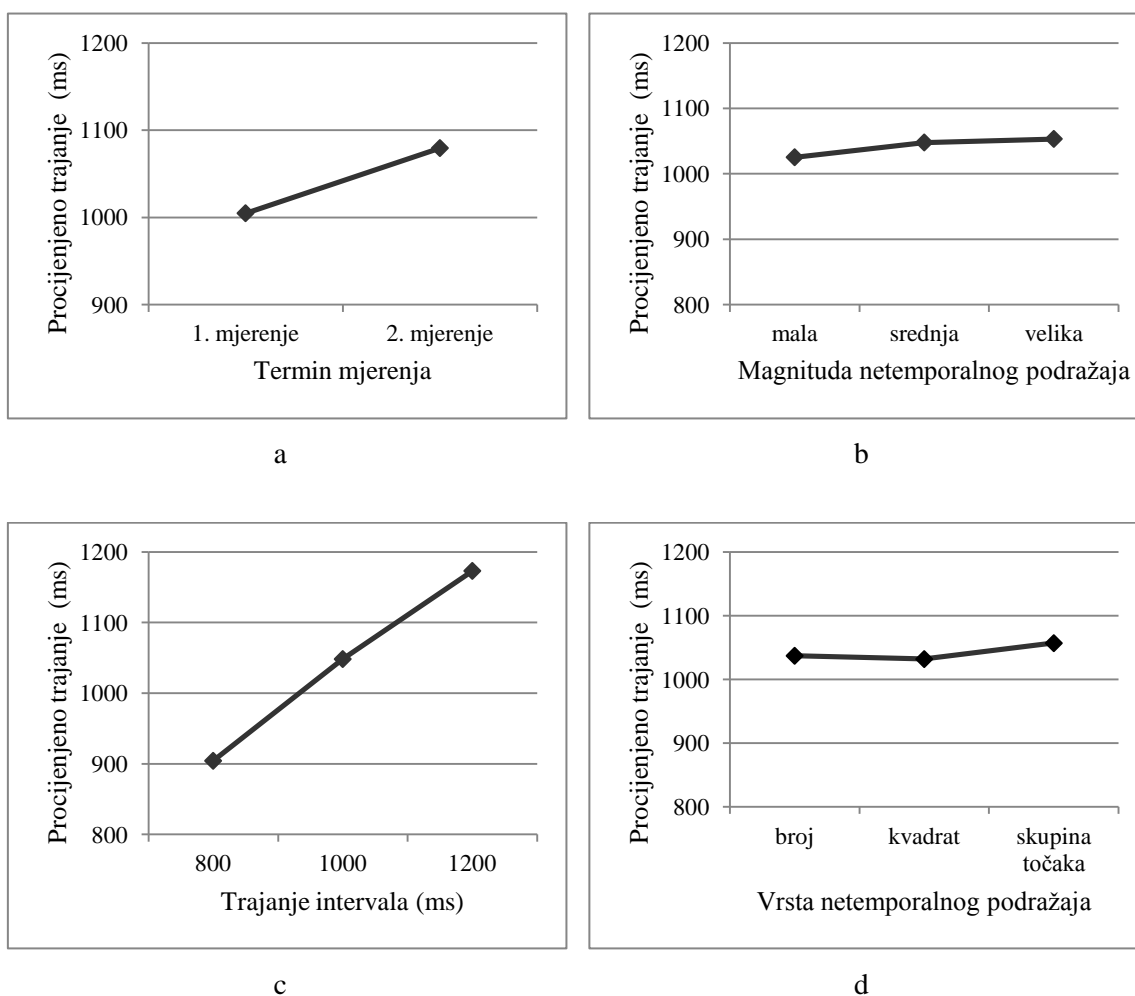 Procijenjeno trajanje (ms)
1200
1100
1000
900
1. mjerenje 2. mjerenje
Termin mjerenja
a
Procijenjeno trajanje (ms)
1200
1100
1000
900
800
mala srednja velika
Magnituda netemporalnog podražaja
b
Procijenjeno trajanje (ms)
1200
1100
1000
900
800
800 1000 1200
Trajanje intervala (ms)
c
Procijenjeno trajanje (ms)
1200
1100
1000
900
800
broj kvadrat skupina
točaka
Vrsta netemporalnog podražaja
d